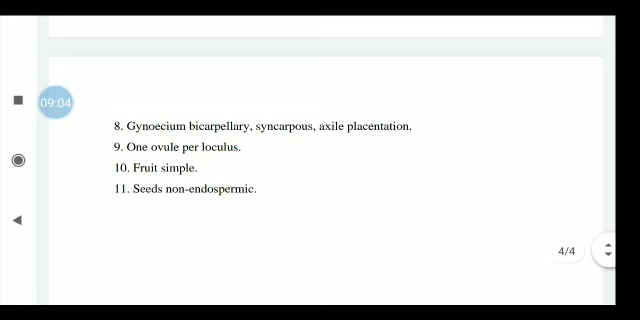 09:04
8. Gynoecium bicarpellary, syncarpous, axile placentation.
9. One ovule per loculus.
10. Fruit simple.
11. Seeds non-endospermic.
4/4